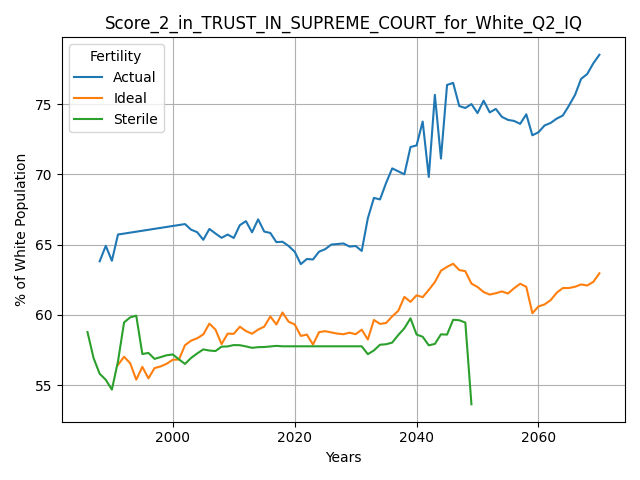 Score_2_in_TRUST_IN_SUPREME_COURT_for_White_Q2_IQ
Fertility
Actual
Ideal
Sterile
% of White Population
75
70
65
60
55
2000
2020
2040
2060
Years